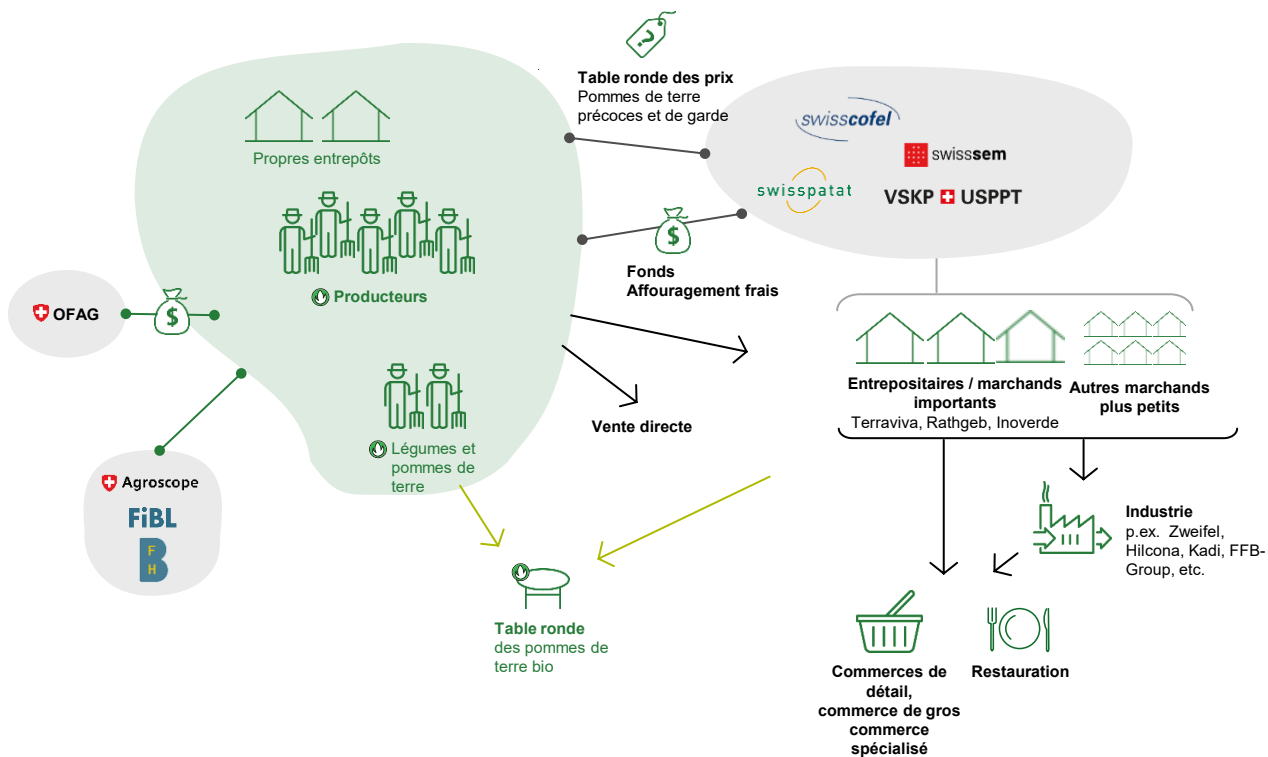 ?
Table ronde des prix
Pommes de terre
précoces et de garde
swisscofel
swisssem
swisspatat
VSKP USPPT
Propres entrepôts
Producteurs
$
Fonds
Affouragement frais
OFAG
$
Entrepositaires / marchands
importants
Terraviva, Rathgeb, Inoverde
Autres marchands
plus petits
Vente directe
Légumes et
pommes de
terre
Agroscope
FiBL
B
F
H
Industrie
p.ex. Zweifel,
Hilcona, Kadi, FFB-
Group, etc.
Table ronde
des pommes de
terre bio
Commerces de
détail,
commerce de gros
commerce
spécialisé
Restauration